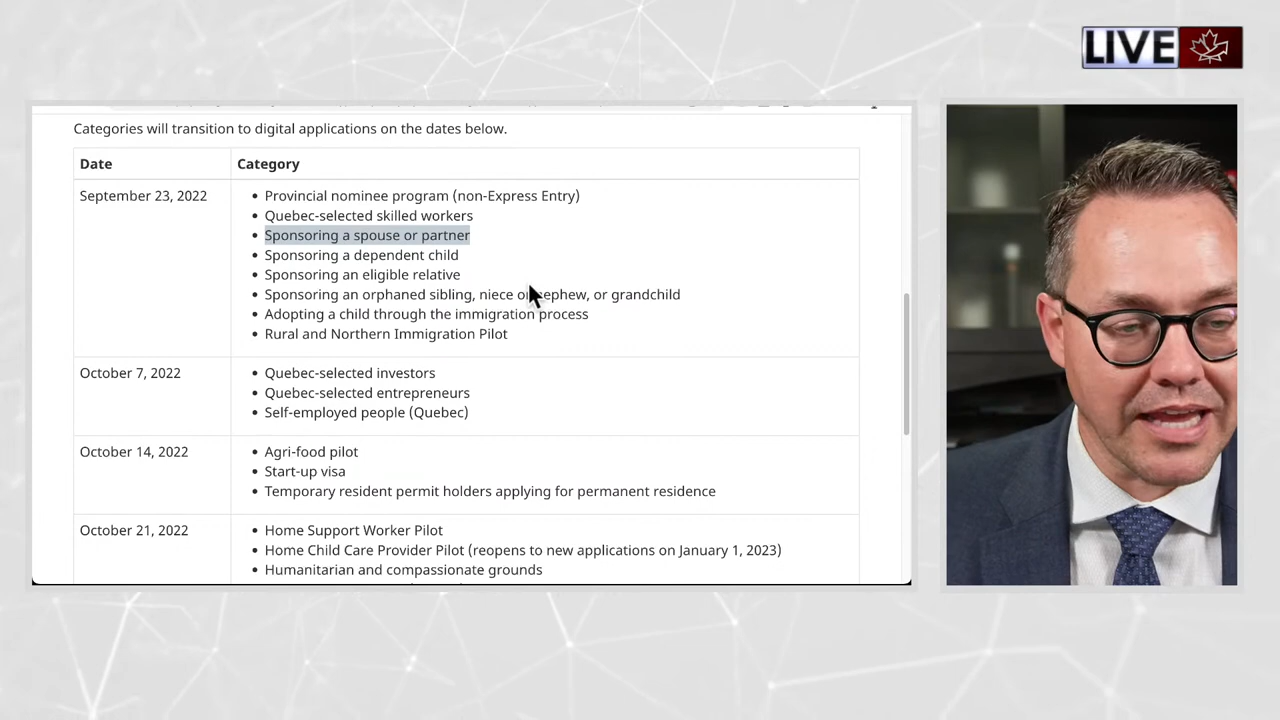 LIVE
Categories will transition to digital applications on the dates below.
Date Category
September 23, 2022
Provincial nominee program (non-Express Entry)
Quebec-selected skilled workers
Sponsoring a spouse or partner
Sponsoring a dependent child
Sponsoring an eligible relative
Sponsoring an orphaned sibling, niece or nephew, or grandchild
Adopting a child through the immigration process
Rural and Northern Immigration Pilot
October 7, 2022
Quebec-selected investors
Quebec-selected entrepreneurs
Self-employed people (Quebec)
October 14, 2022
Agri-food pilot
Start-up visa
Temporary resident permit holders applying for permanent residence
October 21, 2022
Home Support Worker Pilot
Home Child Care Provider Pilot (reopens to new applications on January 1, 2023)
Humanitarian and compassionate grounds